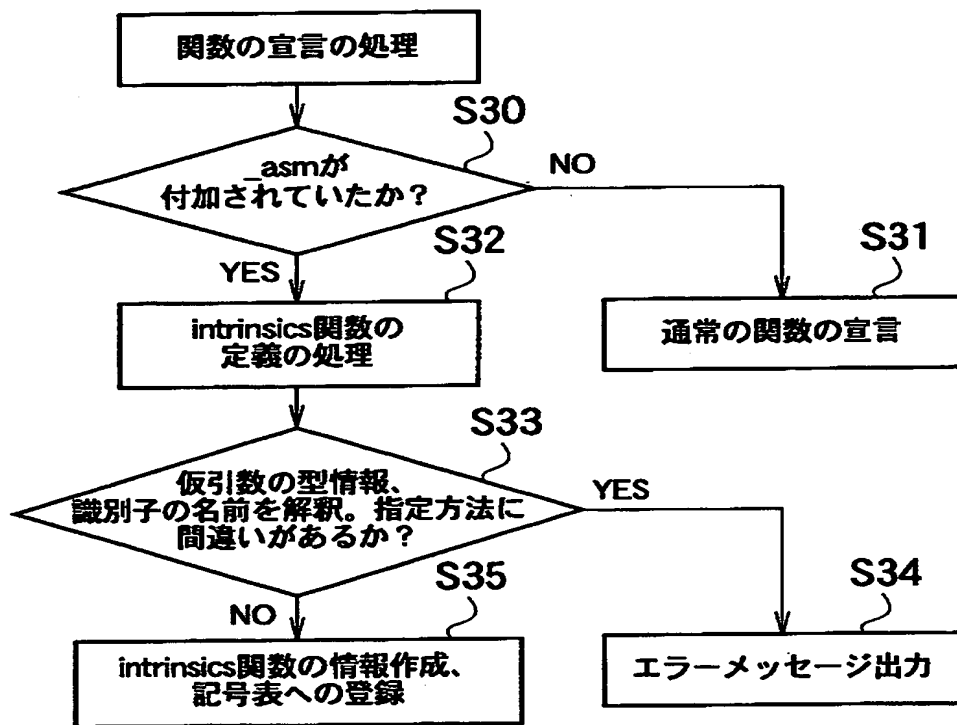 関数の宣言の処理
S30
_asmが
付加されていたか？
NO
YES
S32
S31
intrinsics関数の
定義の処理
通常の関数の宣言
S33
仮引数の型情報、
識別子の名前を解釈。指定方法に
間違いがあるか？
YES
NO
S35
S34
intrinsics関数の情報作成、
記号表への登録
エラーメッセージ出力